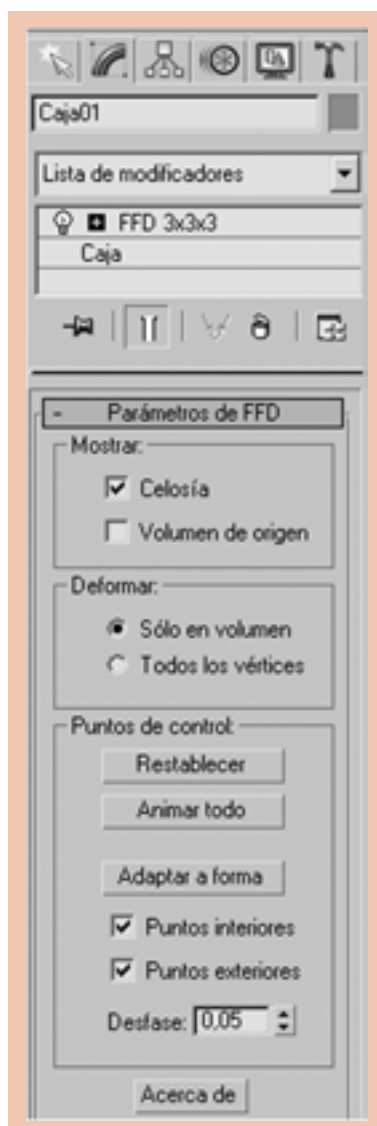 Caja01
Lista de modificadores
FFD 3x3x3
Caja
- Parámetros de FFD
Mostrar:
Celosía
Volumen de origen
Deformar:
Sólo en volumen
Todos los vértices
Puntos de control:
Restablecer
Animar todo
Adaptar a forma
Puntos interiores
Puntos exteriores
Desfase: 0,05
Acerca de